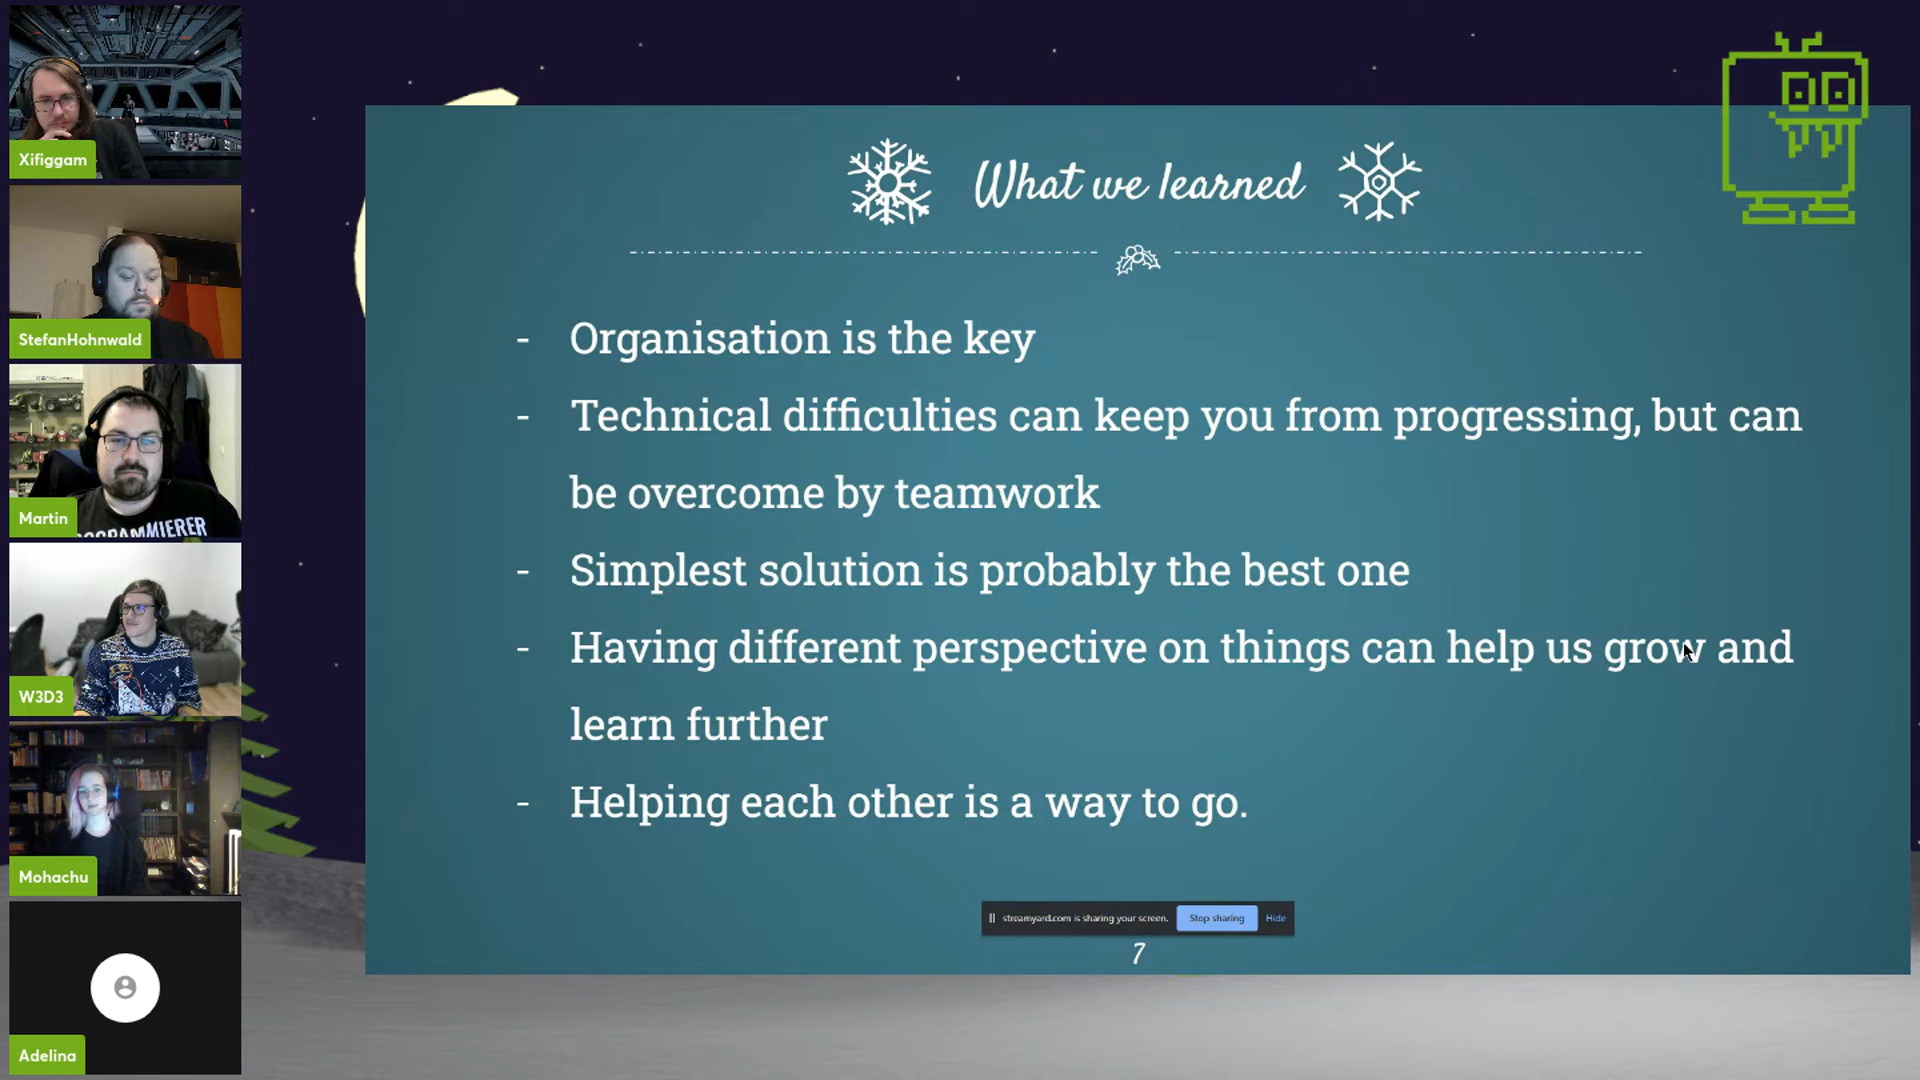 Xifiggam
StefanHohnwald
PROGRAMMIERER
Martin
W3D3
Mohachu
Adelina
What we learned
- Organisation is the key
- Technical difficulties can keep you from progressing, but can
be overcome by teamwork
- Simplest solution is probably the best one
- Having different perspective on things can help us grow and
learn further
- Helping each other is a way to go.
streamyard.com is sharing your screen. Stop sharing Hide
7